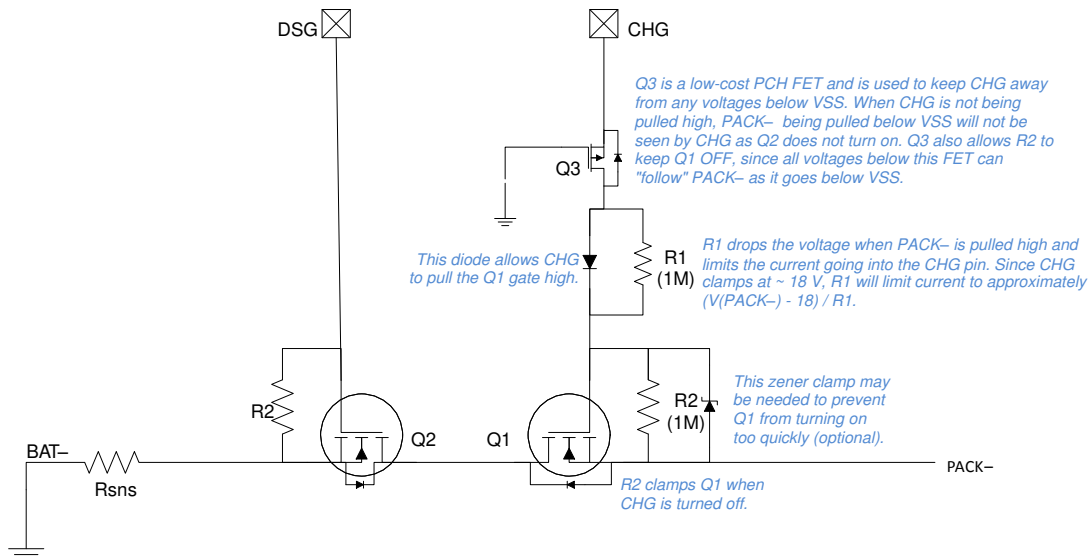 DSG
CHG
Q3 is a low-cost PCH FET and is used to keep CHG away
from any voltages below VSS. When CHG is not being
pulled high, PACK– being pulled below VSS will not be
seen by CHG as Q2 does not turn on. Q3 also allows R2 to
keep Q1 OFF, since all voltages below this FET can
"follow" PACK– as it goes below VSS.
Q3
This diode allows CHG
to pull the Q1 gate high.
R1
(1M)
R1 drops the voltage when PACK– is pulled high and
limits the current going into the CHG pin. Since CHG
clamps at ~ 18 V, R1 will limit current to approximately
(V(PACK–) - 18) / R1.
R2
Q2
Q1
R2
(1M)
This zener clamp may
be needed to prevent
Q1 from turning on
too quickly (optional).
BAT–
Rsns
PACK–
R2 clamps Q1 when
CHG is turned off.